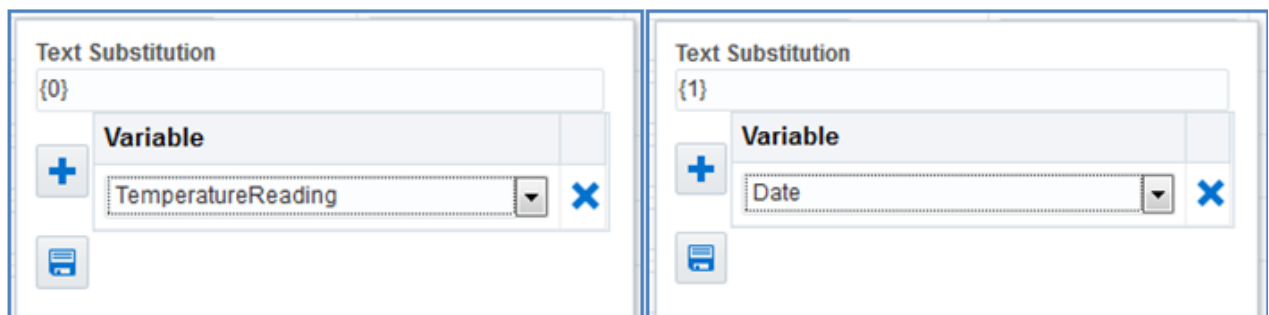 Text Substitution
{0}
Variable
TemperatureReading
Text Substitution
{1}
Variable
Date